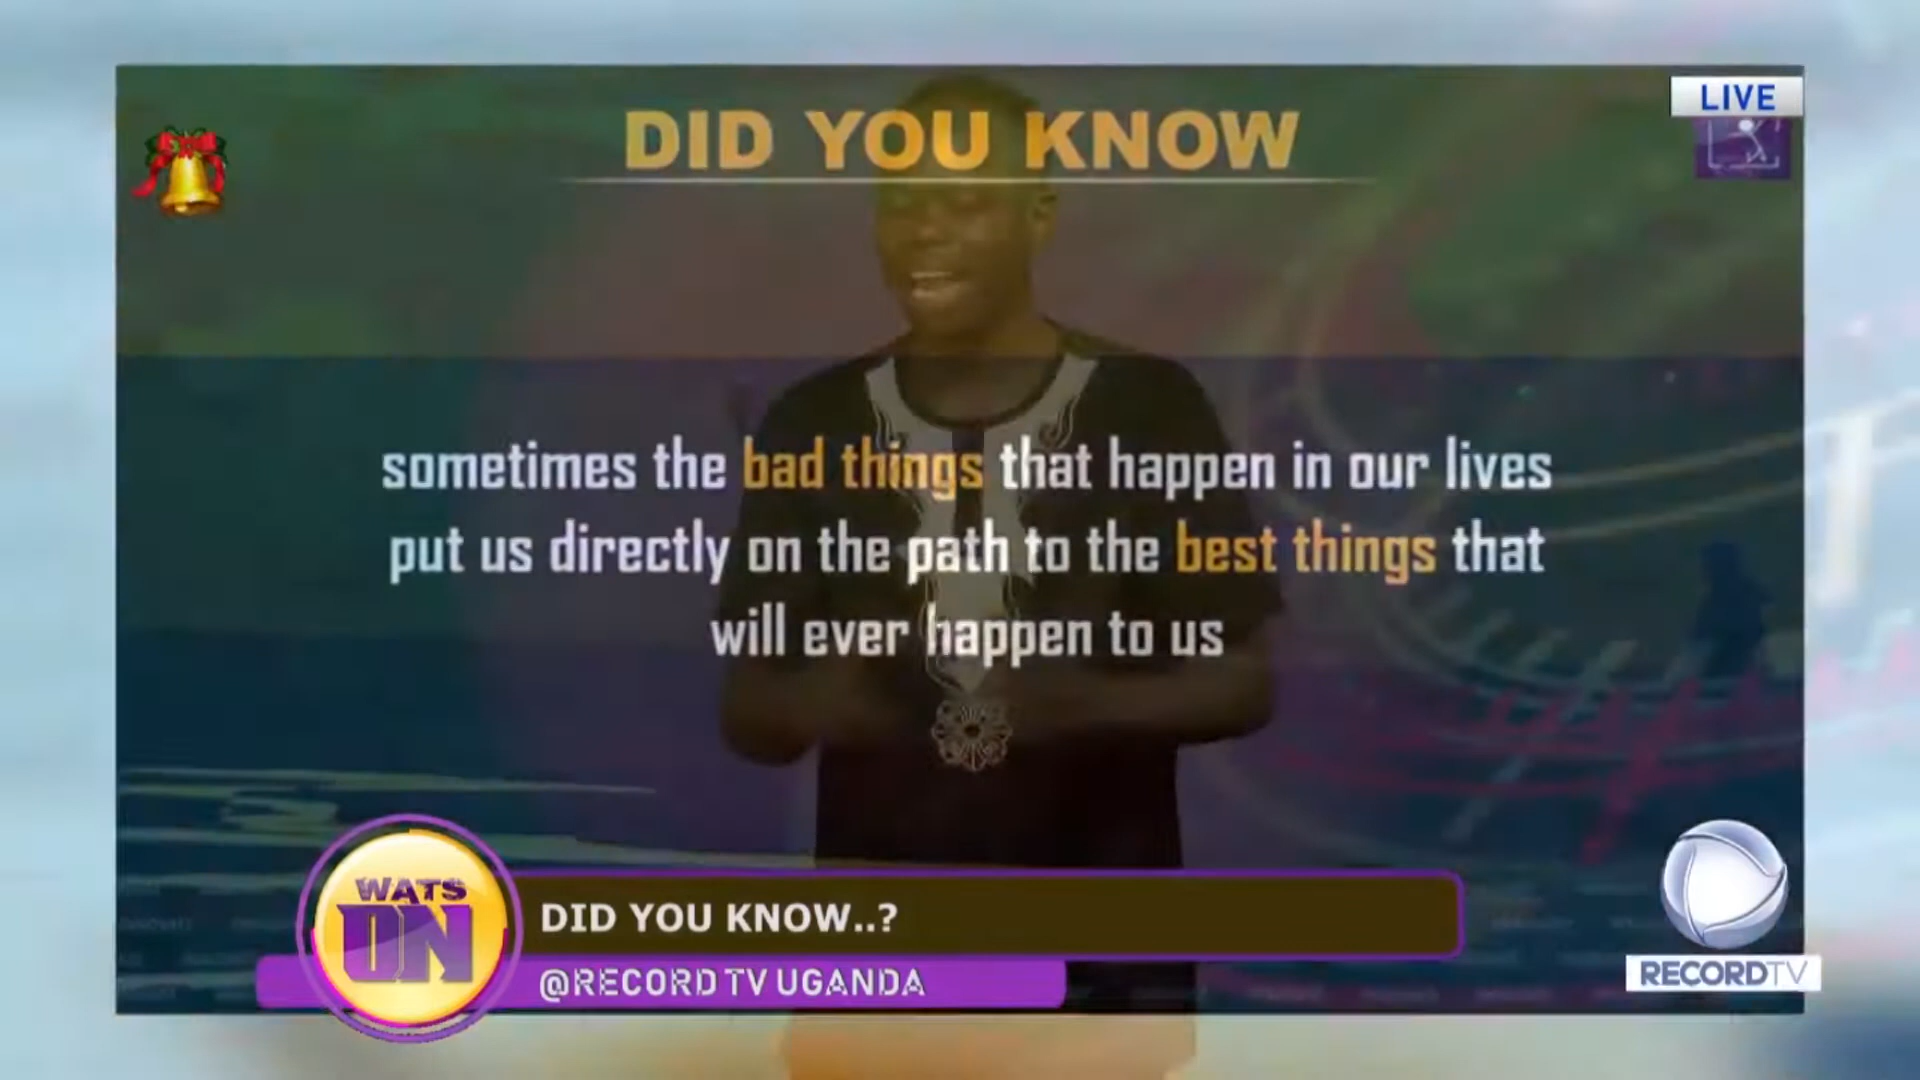 DID YOU KNOW
LIVE
sometimes the bad things that happen in our lives
put us directly on the path to the best things that
will ever happen to us
WATS
ON
DID YOU KNOW..?
@RECORD TV UGANDA
RECORDTV